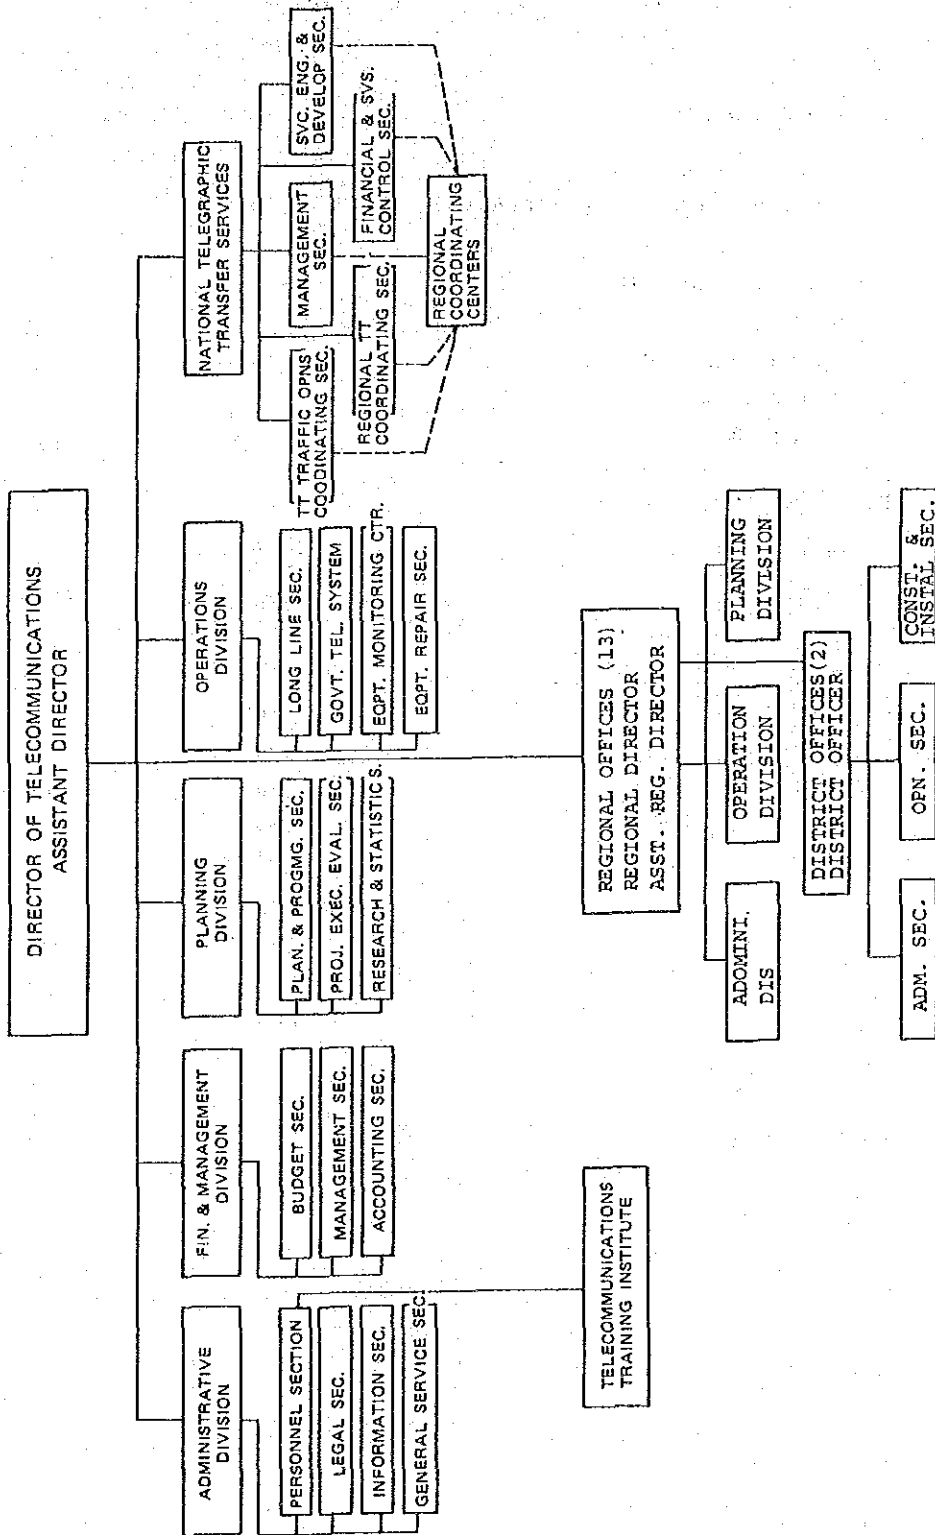 DIRECTOR OF TELECOMMUNICATIONS
ASSISTANT DIRECTOR
ADMINISTRATIVE
DIVISION
PERSONNEL SECTION
LEGAL SEC.
INFORMATION SEC.
GENERAL SERVICE SEC.
TELECOMMUNICATIONS
TRAINING INSTITUTE
FIN. & MANAGEMENT
DIVISION
BUDGET SEC.
MANAGEMENT SEC.
ACCOUNTING SEC.
PLANNING
DIVISION
PLAN. & PROGMG. SEC.
PROJ. EXEC. EVAL. SEC.
RESEARCH & STATISTICS.
OPERATIONS
DIVISION
LONG LINE SEC.
GOVT. TEL. SYSTEM
EQPT. MONITORING CTR.
EQPT. REPAIR SEC.
NATIONAL TELEGRAPHIC
TRANSFER SERVICES
TT TRAFFIC OPNS
COODINATING SEC.
MANAGEMENT
SEC.
SVC. ENG. &
DEVELOP SEC.
REGIONAL TT
COORDINATING SEC.
FINANCIAL & SVS.
CONTROL SEC.
REGIONAL
COORDINATING
CENTERS
REGIONAL OFFICES (13)
REGIONAL DIRECTOR
AST. REG. DIRECTOR
ADOMINI.
DIS
OPERATION
DIVISION
PLANNING
DIVISION
DISTRICT OFFICES(2)
DISTRICT OFFICER
ADM. SEC.
OPN. SEC.
CONST. &
INSTAL SEC.